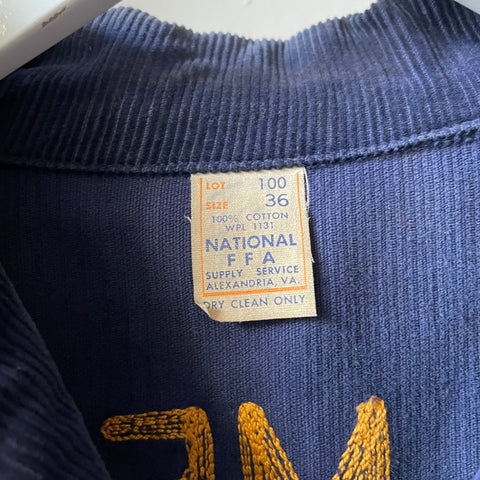 LOT 100
SIZE 36
100% COTTON
WPL 1131
NATIONAL
FFA
SUPPLY SERVICE
ALEXANDRIA, VA.
DRY CLEAN ONLY